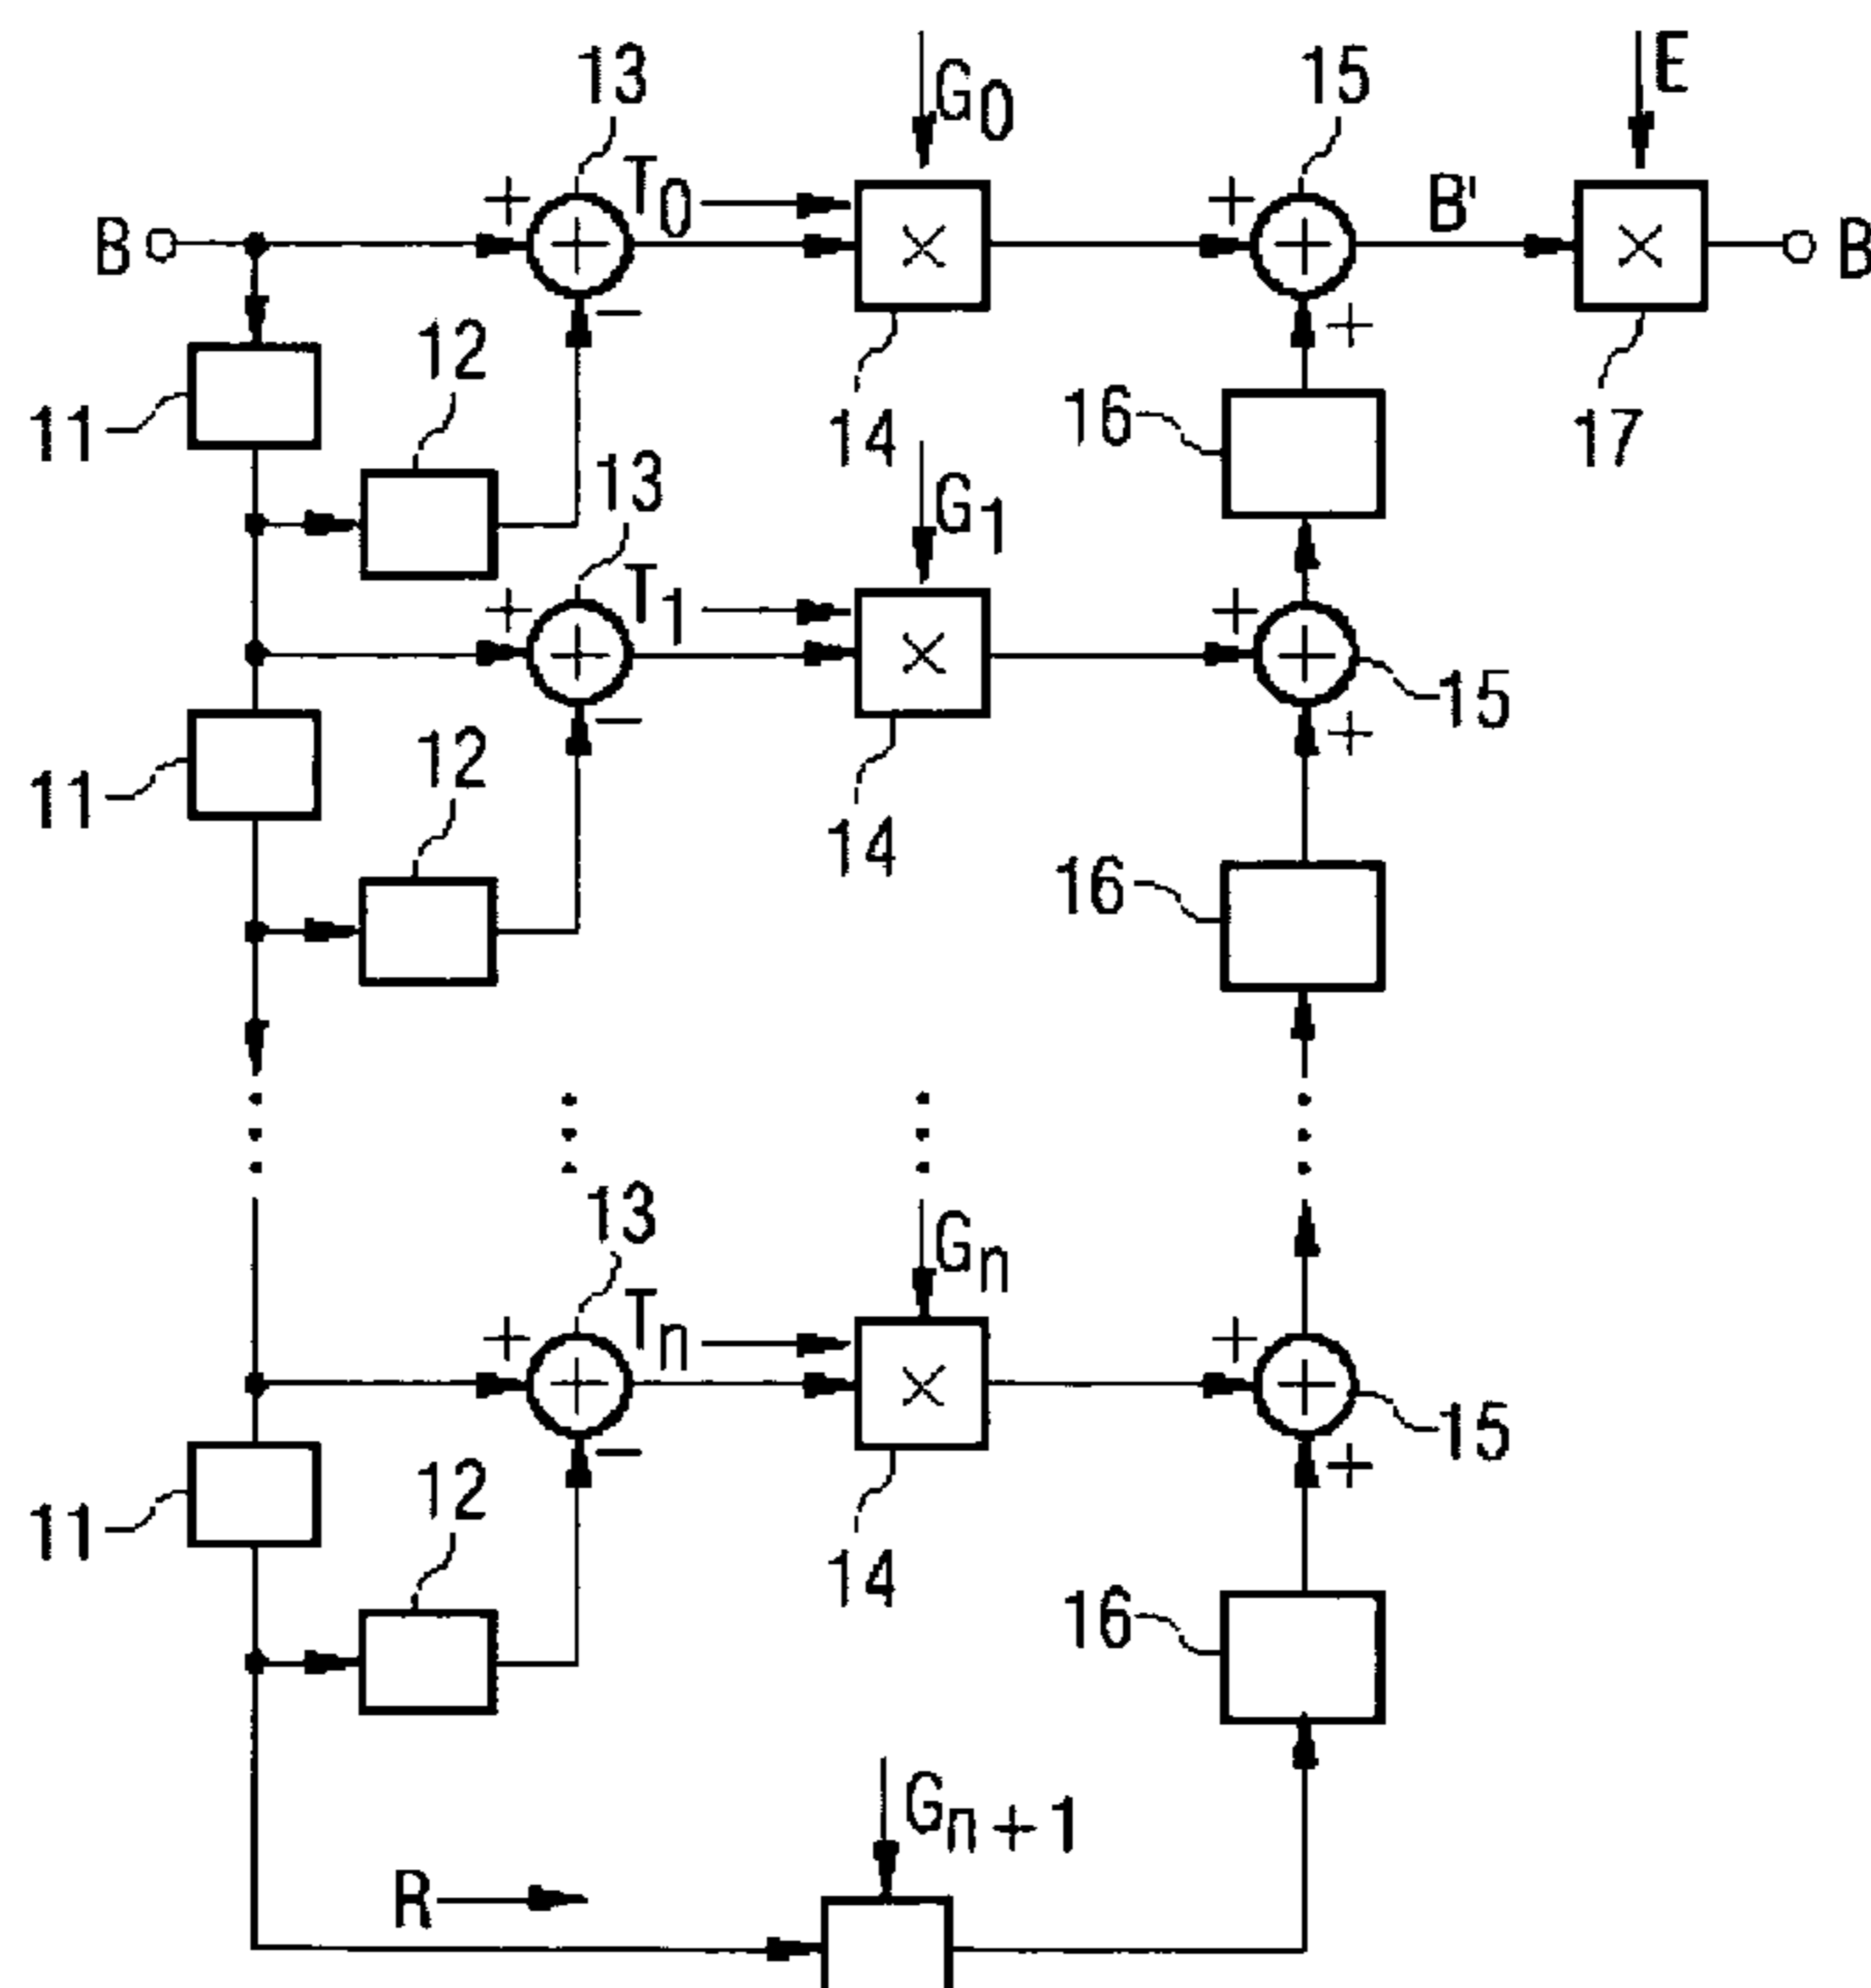 13 G0 15 E
+ T0 + B'
B × × B
− +
11 12 14 16 17
13 G1
+ T1 +
×
− + 15
11 12 14 16
13 Gn
+ Tn +
×
− + 15
11 12 14 16
Gn+1
R